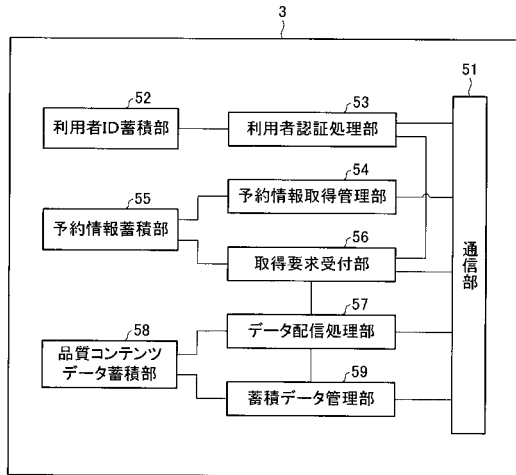 3
51
52
利用者ID蓄積部
53
利用者認証処理部
54
予約情報取得管理部
55
予約情報蓄積部
56
取得要求受付部
57
データ配信処理部
58
品質コンテンツ
データ蓄積部
59
蓄積データ管理部
通信部